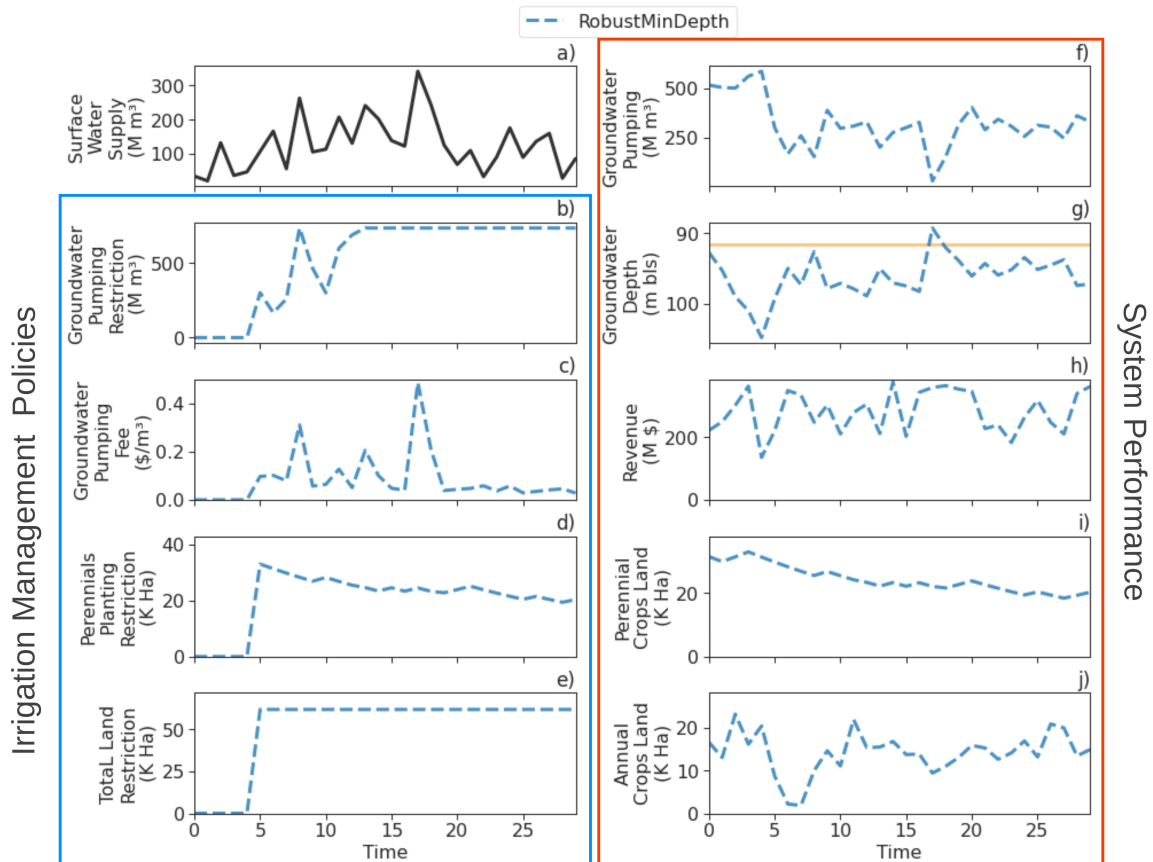 RobustMinDepth
a)
Surface
Water
Supply
(M m³)
300
200
100
Irrigation Management  Policies
b)
Groundwater
Pumping
Restriction
(M m³)
500
0
c)
Groundwater
Pumping
Fee
($/m³)
0.4
0.2
0.0
d)
Perennials
Planting
Restriction
(K Ha)
40
20
0
e)
TotaL Land
Restriction
(K Ha)
50
25
0
0 5 10 15 20 25
Time
f)
Groundwater
Pumping
(M m³)
500
250
g)
Groundwater
Depth
(m bls)
90
100
h)
Revenue
(M $)
200
0
i)
Perennial
Crops Land
(K Ha)
20
0
j)
Annual
Crops Land
(K Ha)
20
10
0
0 5 10 15 20 25
Time
System Performance